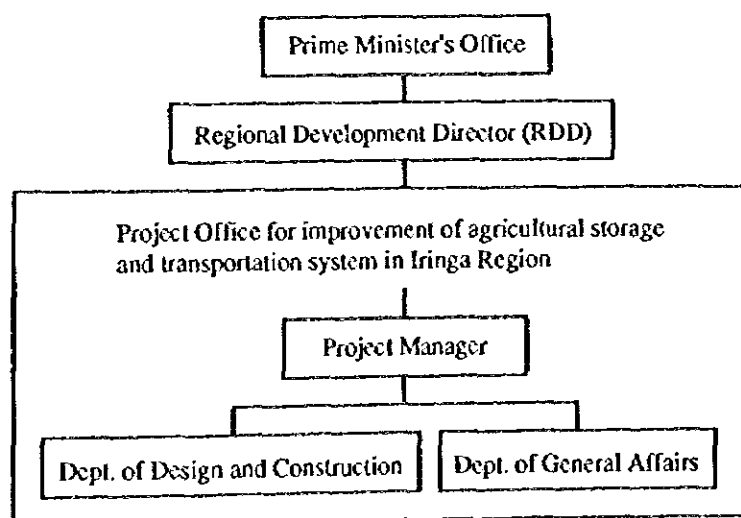 Prime Minister's Office
Regional Development Director (RDD)
Project Office for improvement of agricultural storage
and transportation system in Iringa Region
Project Manager
Dept. of Design and Construction
Dept. of General Affairs